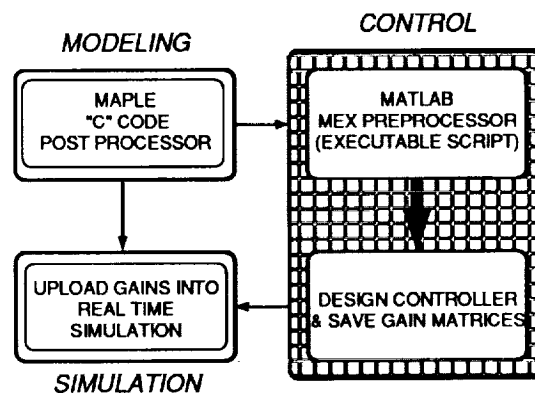 MODELING
CONTROL
MAPLE
"C" CODE
POST PROCESSOR
MATLAB
MEX PREPROCESSOR
(EXECUTABLE SCRIPT)
UPLOAD GAINS INTO
REAL TIME
SIMULATION
DESIGN CONTROLLER
& SAVE GAIN MATRICES
SIMULATION